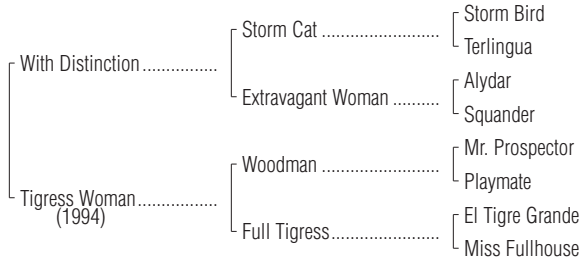 Storm Bird
Storm Cat ........................
Terlingua
With Distinction...............
Alydar
Extravagant Woman .........
Squander
Mr. Prospector
Woodman ........................
Playmate
Tigress Woman................
(1994)
El Tigre Grande
Full Tigress......................
Miss Fullhouse